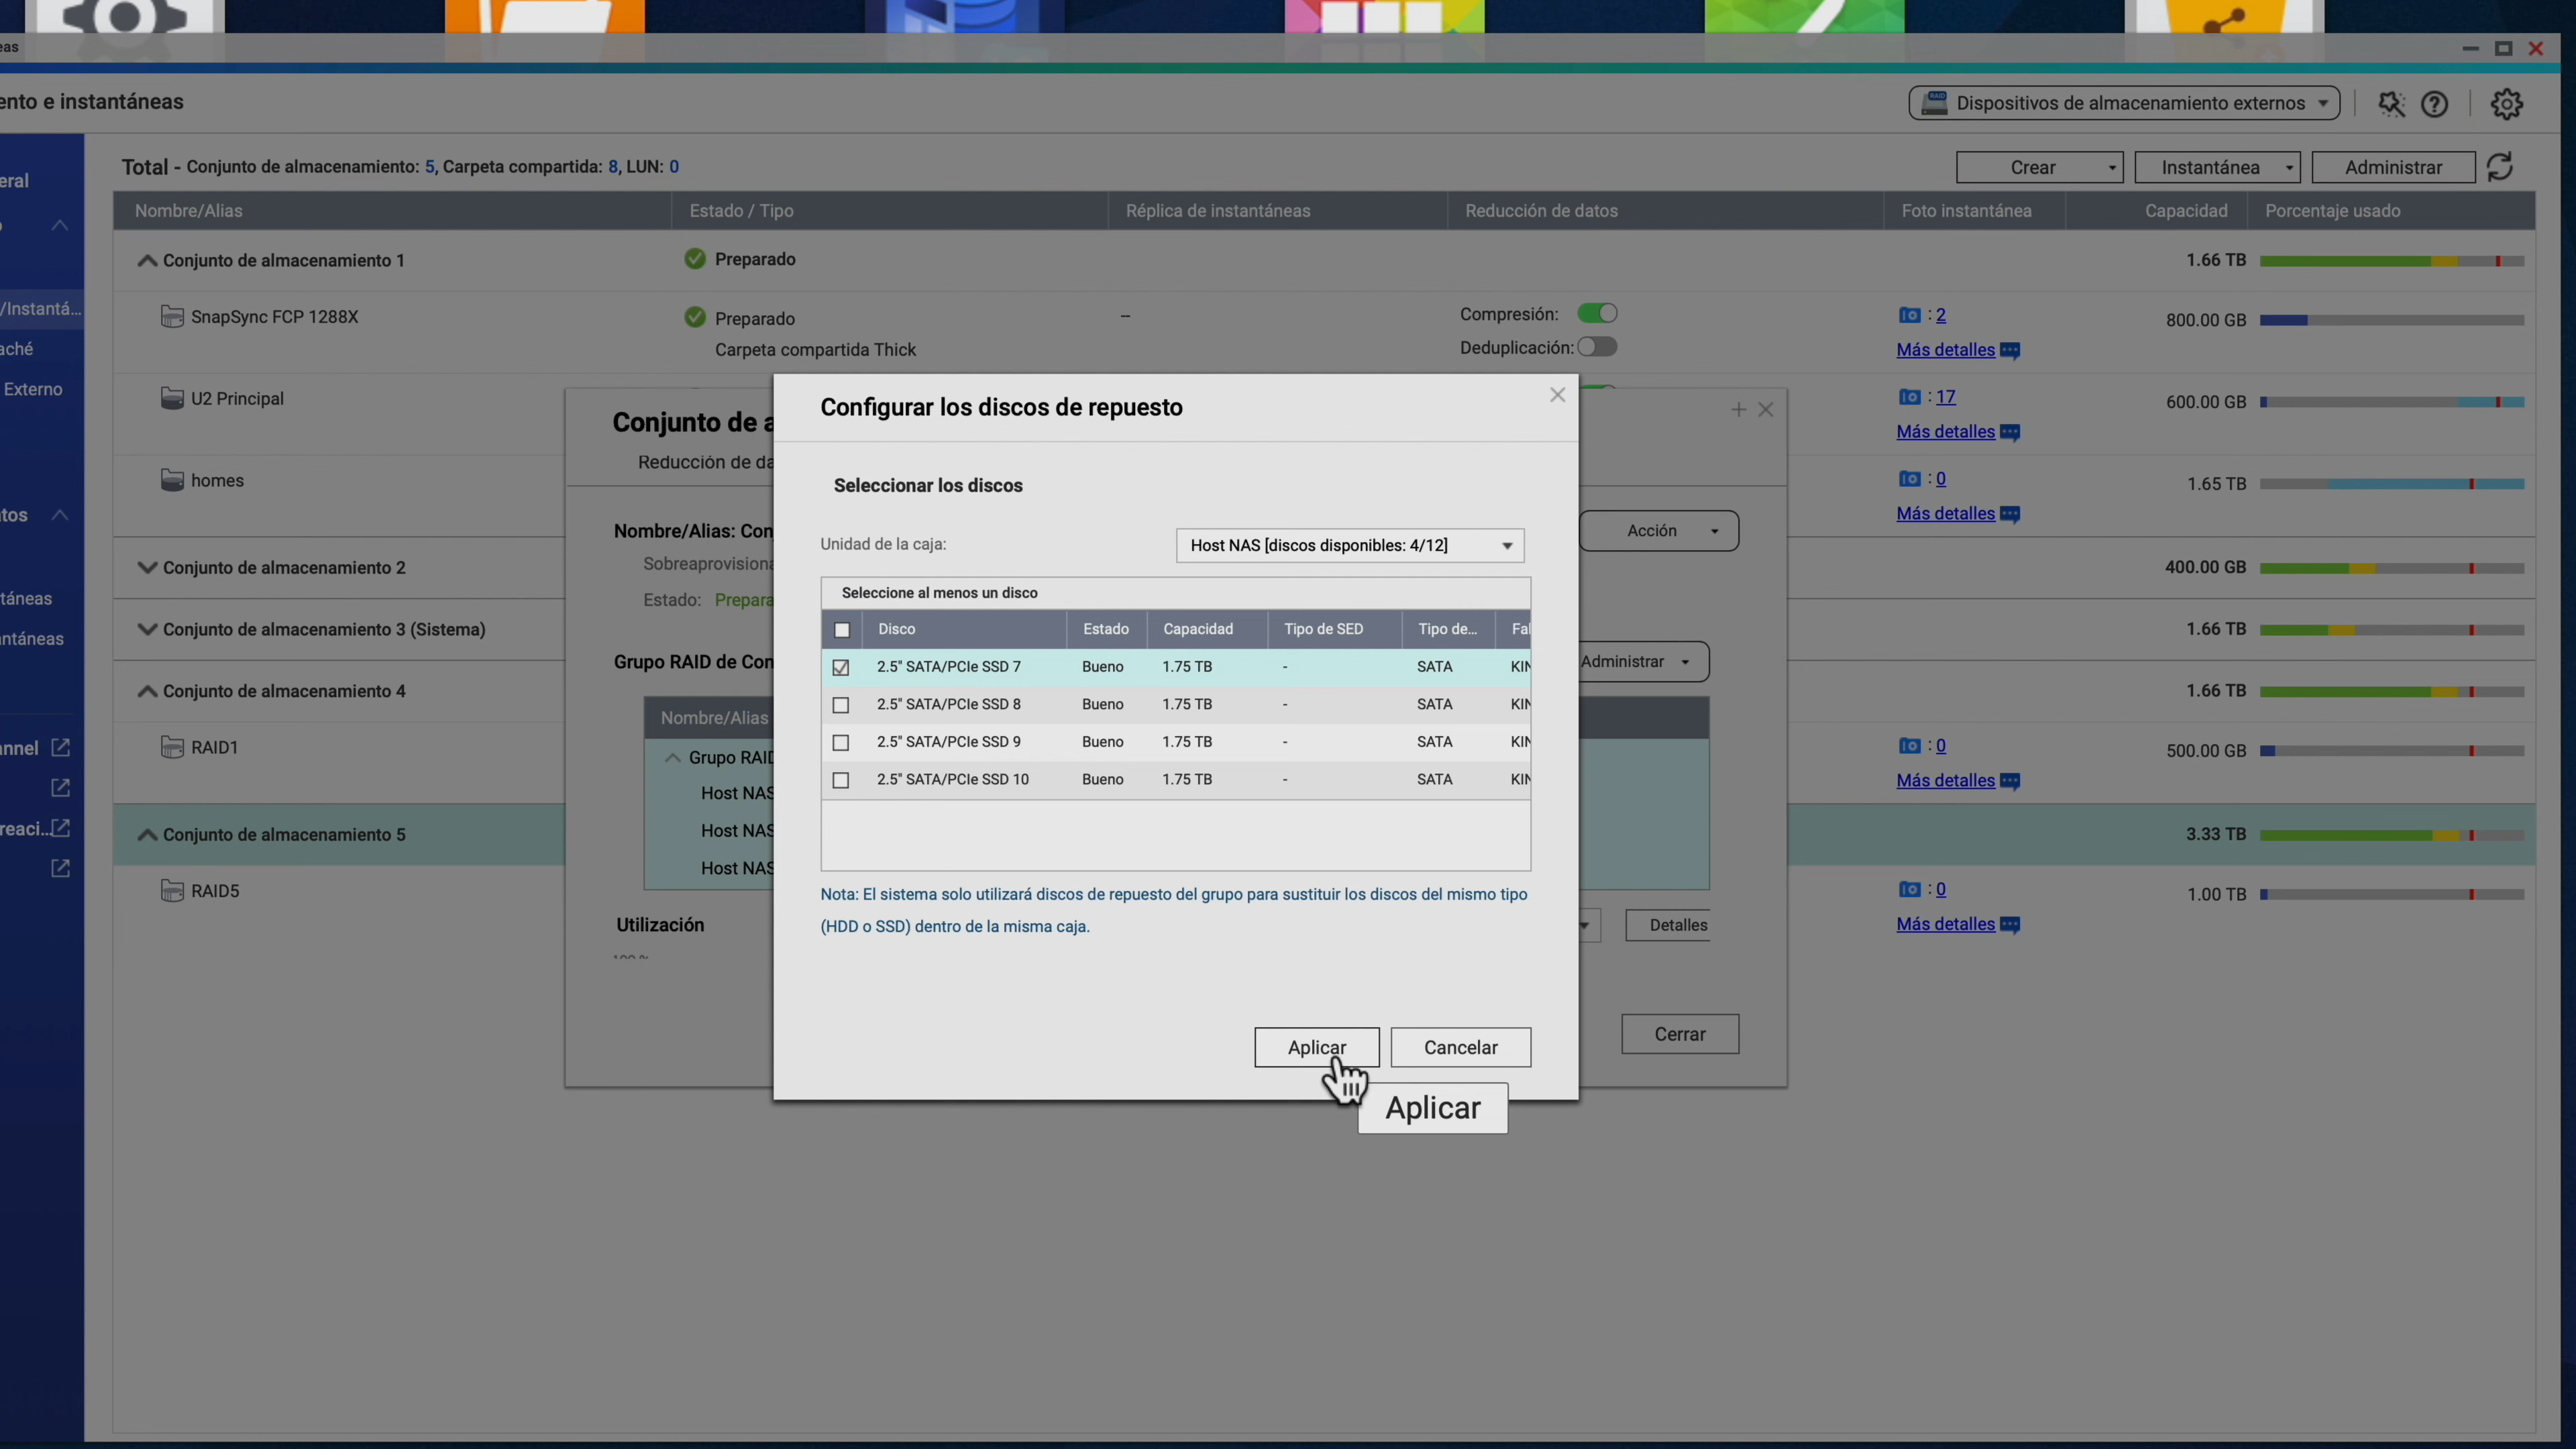 eas
ento e instantáneas
Dispositivos de almacenamiento externos
RAID
Total - Conjunto de almacenamiento: 5, Carpeta compartida: 8, LUN: 0
Crear
Instantánea
Administrar
eral
/Instantá...
aché
Externo
tos
táneas
ntáneas
nnel
reaci...
Nombre/Alias
Estado / Tipo
Réplica de instantáneas
Reducción de datos
Foto instantánea
Capacidad
Porcentaje usado
Conjunto de almacenamiento 1
Preparado
1.66 TB
SnapSync FCP 1288X
Preparado
Carpeta compartida Thick
--
Compresión:
Deduplicación:
: 2
Más detalles
800.00 GB
U2 Principal
: 17
Más detalles
600.00 GB
homes
: 0
Más detalles
1.65 TB
Conjunto de almacenamiento 2
400.00 GB
Conjunto de almacenamiento 3 (Sistema)
1.66 TB
Conjunto de almacenamiento 4
1.66 TB
RAID1
: 0
Más detalles
500.00 GB
Conjunto de almacenamiento 5
3.33 TB
RAID5
: 0
Más detalles
1.00 TB
Conjunto de a
Reducción de da
Nombre/Alias: Con
Sobreaprovisiona
Estado: Prepara
Acción
Grupo RAID de Con
Administrar
Nombre/Alias
Grupo RAID
Host NAS
Host NAS
Host NAS
Utilización
Detalles
Cerrar
Configurar los discos de repuesto
Seleccionar los discos
Unidad de la caja:
Host NAS [discos disponibles: 4/12]
Seleccione al menos un disco
Disco Estado Capacidad Tipo de SED Tipo de... Fal
2.5" SATA/PCIe SSD 7 Bueno 1.75 TB - SATA KIN
2.5" SATA/PCIe SSD 8 Bueno 1.75 TB - SATA KIN
2.5" SATA/PCIe SSD 9 Bueno 1.75 TB - SATA KIN
2.5" SATA/PCIe SSD 10 Bueno 1.75 TB - SATA KIN
Nota: El sistema solo utilizará discos de repuesto del grupo para sustituir los discos del mismo tipo
(HDD o SSD) dentro de la misma caja.
Aplicar
Cancelar
Aplicar